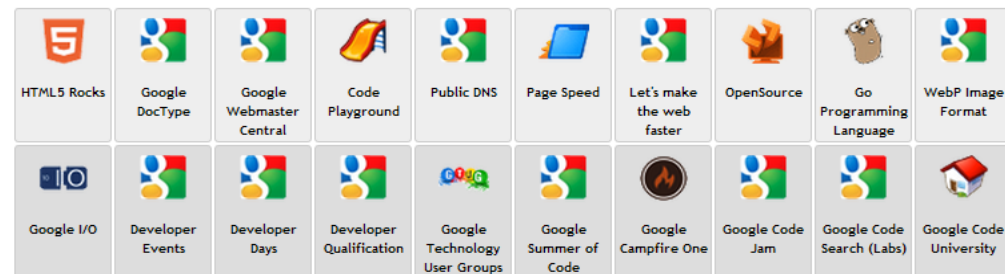 HTML5 Rocks
Google
DocType
Google
Webmaster
Central
Code
Playground
Public DNS
Page Speed
Let's make
the web
faster
OpenSource
Go
Programming
Language
WebP Image
Format
Google I/O
Developer
Events
Developer
Days
Developer
Qualification
GTUG
Google
Technology
User Groups
Google
Summer of
Code
Google
Campfire One
Google Code
Jam
Google Code
Search (Labs)
Google Code
University